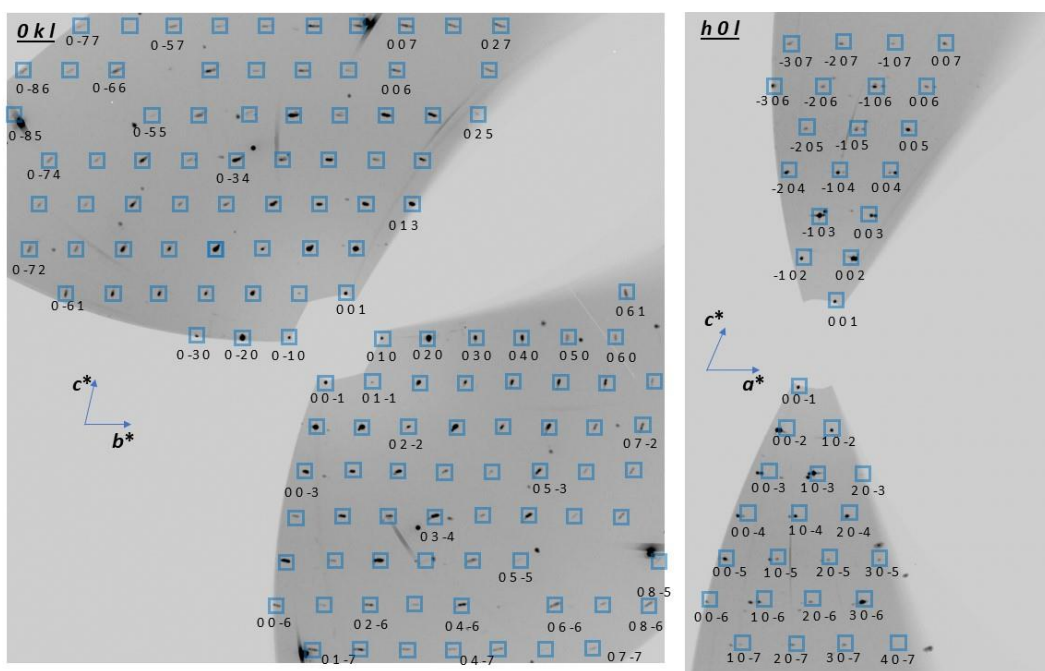 0 k l
0 -7 7 0 -5 7 0 0 7 0 2 7
0 -8 6 0 -6 6 0 0 6
0 -8 5 0 -5 5 0 2 5
0 -7 4 0 -3 4
0 1 3
0 -7 2
0 -6 1 0 0 1 0 6 1
0 -3 0 0 -2 0 0 -1 0 0 1 0 0 2 0 0 3 0 0 4 0 0 5 0 0 6 0
c*
b*
0 0 -1 0 1 -1
0 2 -2 0 7 -2
0 0 -3 0 5 -3
0 3 -4
0 5 -5 0 8 -5
0 0 -6 0 2 -6 0 4 -6 0 6 -6 0 8 -6
0 1 -7 0 4 -7 0 7 -7
h 0 l
-3 0 7 -2 0 7 -1 0 7 0 0 7
-3 0 6 -2 0 6 -1 0 6 0 0 6
-2 0 5 -1 0 5 0 0 5
-2 0 4 -1 0 4 0 0 4
-1 0 3 0 0 3
-1 0 2 0 0 2
0 0 1
c*
a*
0 0 -1
0 0 -2 1 0 -2
0 0 -3 1 0 -3 2 0 -3
0 0 -4 1 0 -4 2 0 -4
0 0 -5 1 0 -5 2 0 -5 3 0 -5
0 0 -6 1 0 -6 2 0 -6 3 0 -6
1 0 -7 2 0 -7 3 0 -7 4 0 -7